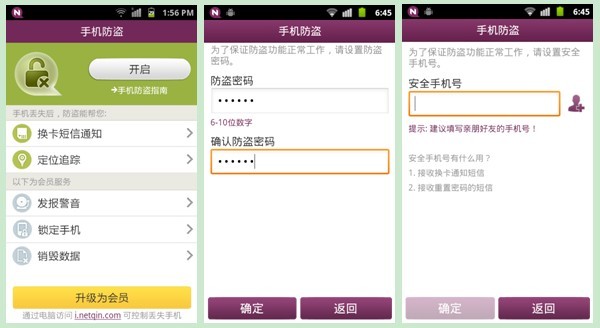 1:56 PM
手机防盗
开启
手机防盗指南
手机丢失后，防盗能帮您:
换卡短信通知
定位追踪
以下为会员服务
发报警音
锁定手机
销毁数据
升级为会员
通过电脑访问 i.netqin.com 可控制丢失手机
6:45
手机防盗
为了保证防盗功能正常工作，请设置防盗
密码。
防盗密码
••••••
6-10位数字
确认防盗密码
••••••
确定
返回
6:45
手机防盗
为了保证防盗功能正常工作，请设置安全
手机号。
安全手机号
提示: 建议填写亲朋好友的手机号！
安全手机号有什么用？
1. 接收换卡通知短信
2. 接收重置密码的短信
确定
返回